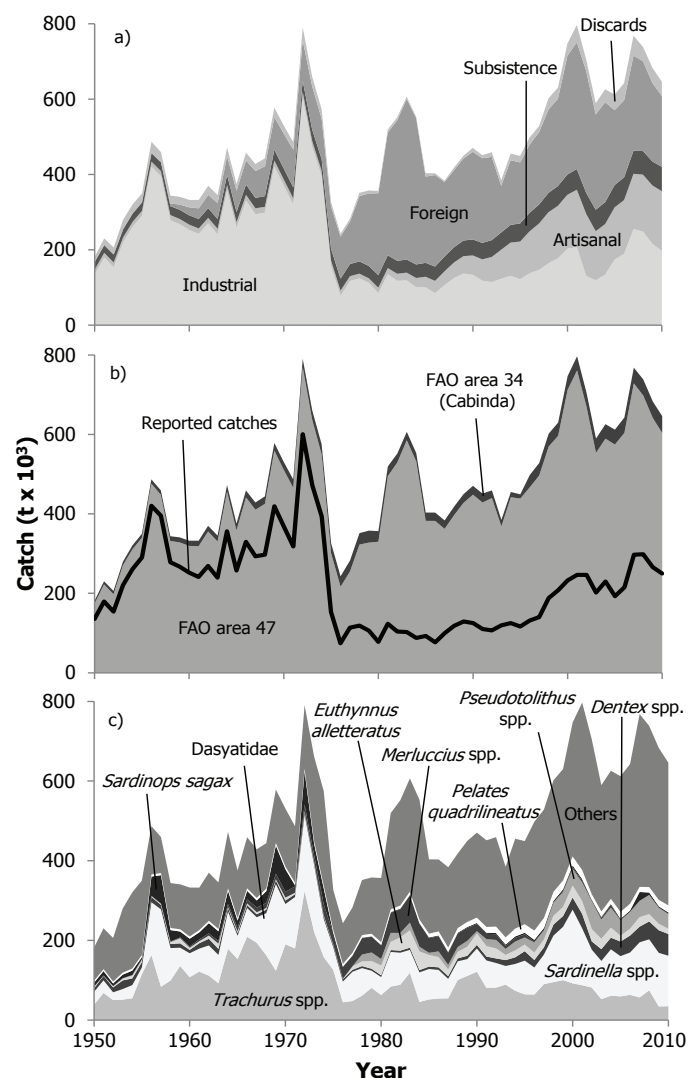 800
a)
Discards
Subsistence
600
400
Foreign
200
Artisanal
Industrial
0
800
b)
FAO area 34
(Cabinda)
Reported catches
600
400
200
FAO area 47
0
Catch (t x 10³)
800
c)
Euthynnus
alletteratus
Pseudotolithus
spp.
Dentex spp.
Dasyatidae
Merluccius spp.
Sardinops sagax
600
Pelates
quadrilineatus
Others
400
200
Sardinella spp.
Trachurus spp.
0
1950 1960 1970 1980 1990 2000 2010
Year